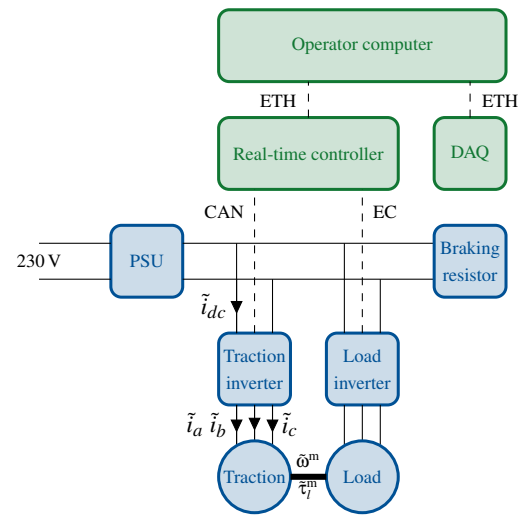 Operator computer
ETH
ETH
Real-time controller
DAQ
CAN
EC
230 V
PSU
Braking
resistor
ĩ_dc
Traction
inverter
Load
inverter
ĩ_a ĩ_b ĩ_c
Traction
ω̃^m
τ̃_l^m
Load